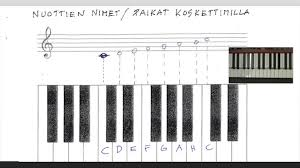 NUOTTIEN NIMET / PAIKAT KOSKETTIMILLA
C D E F G A H C